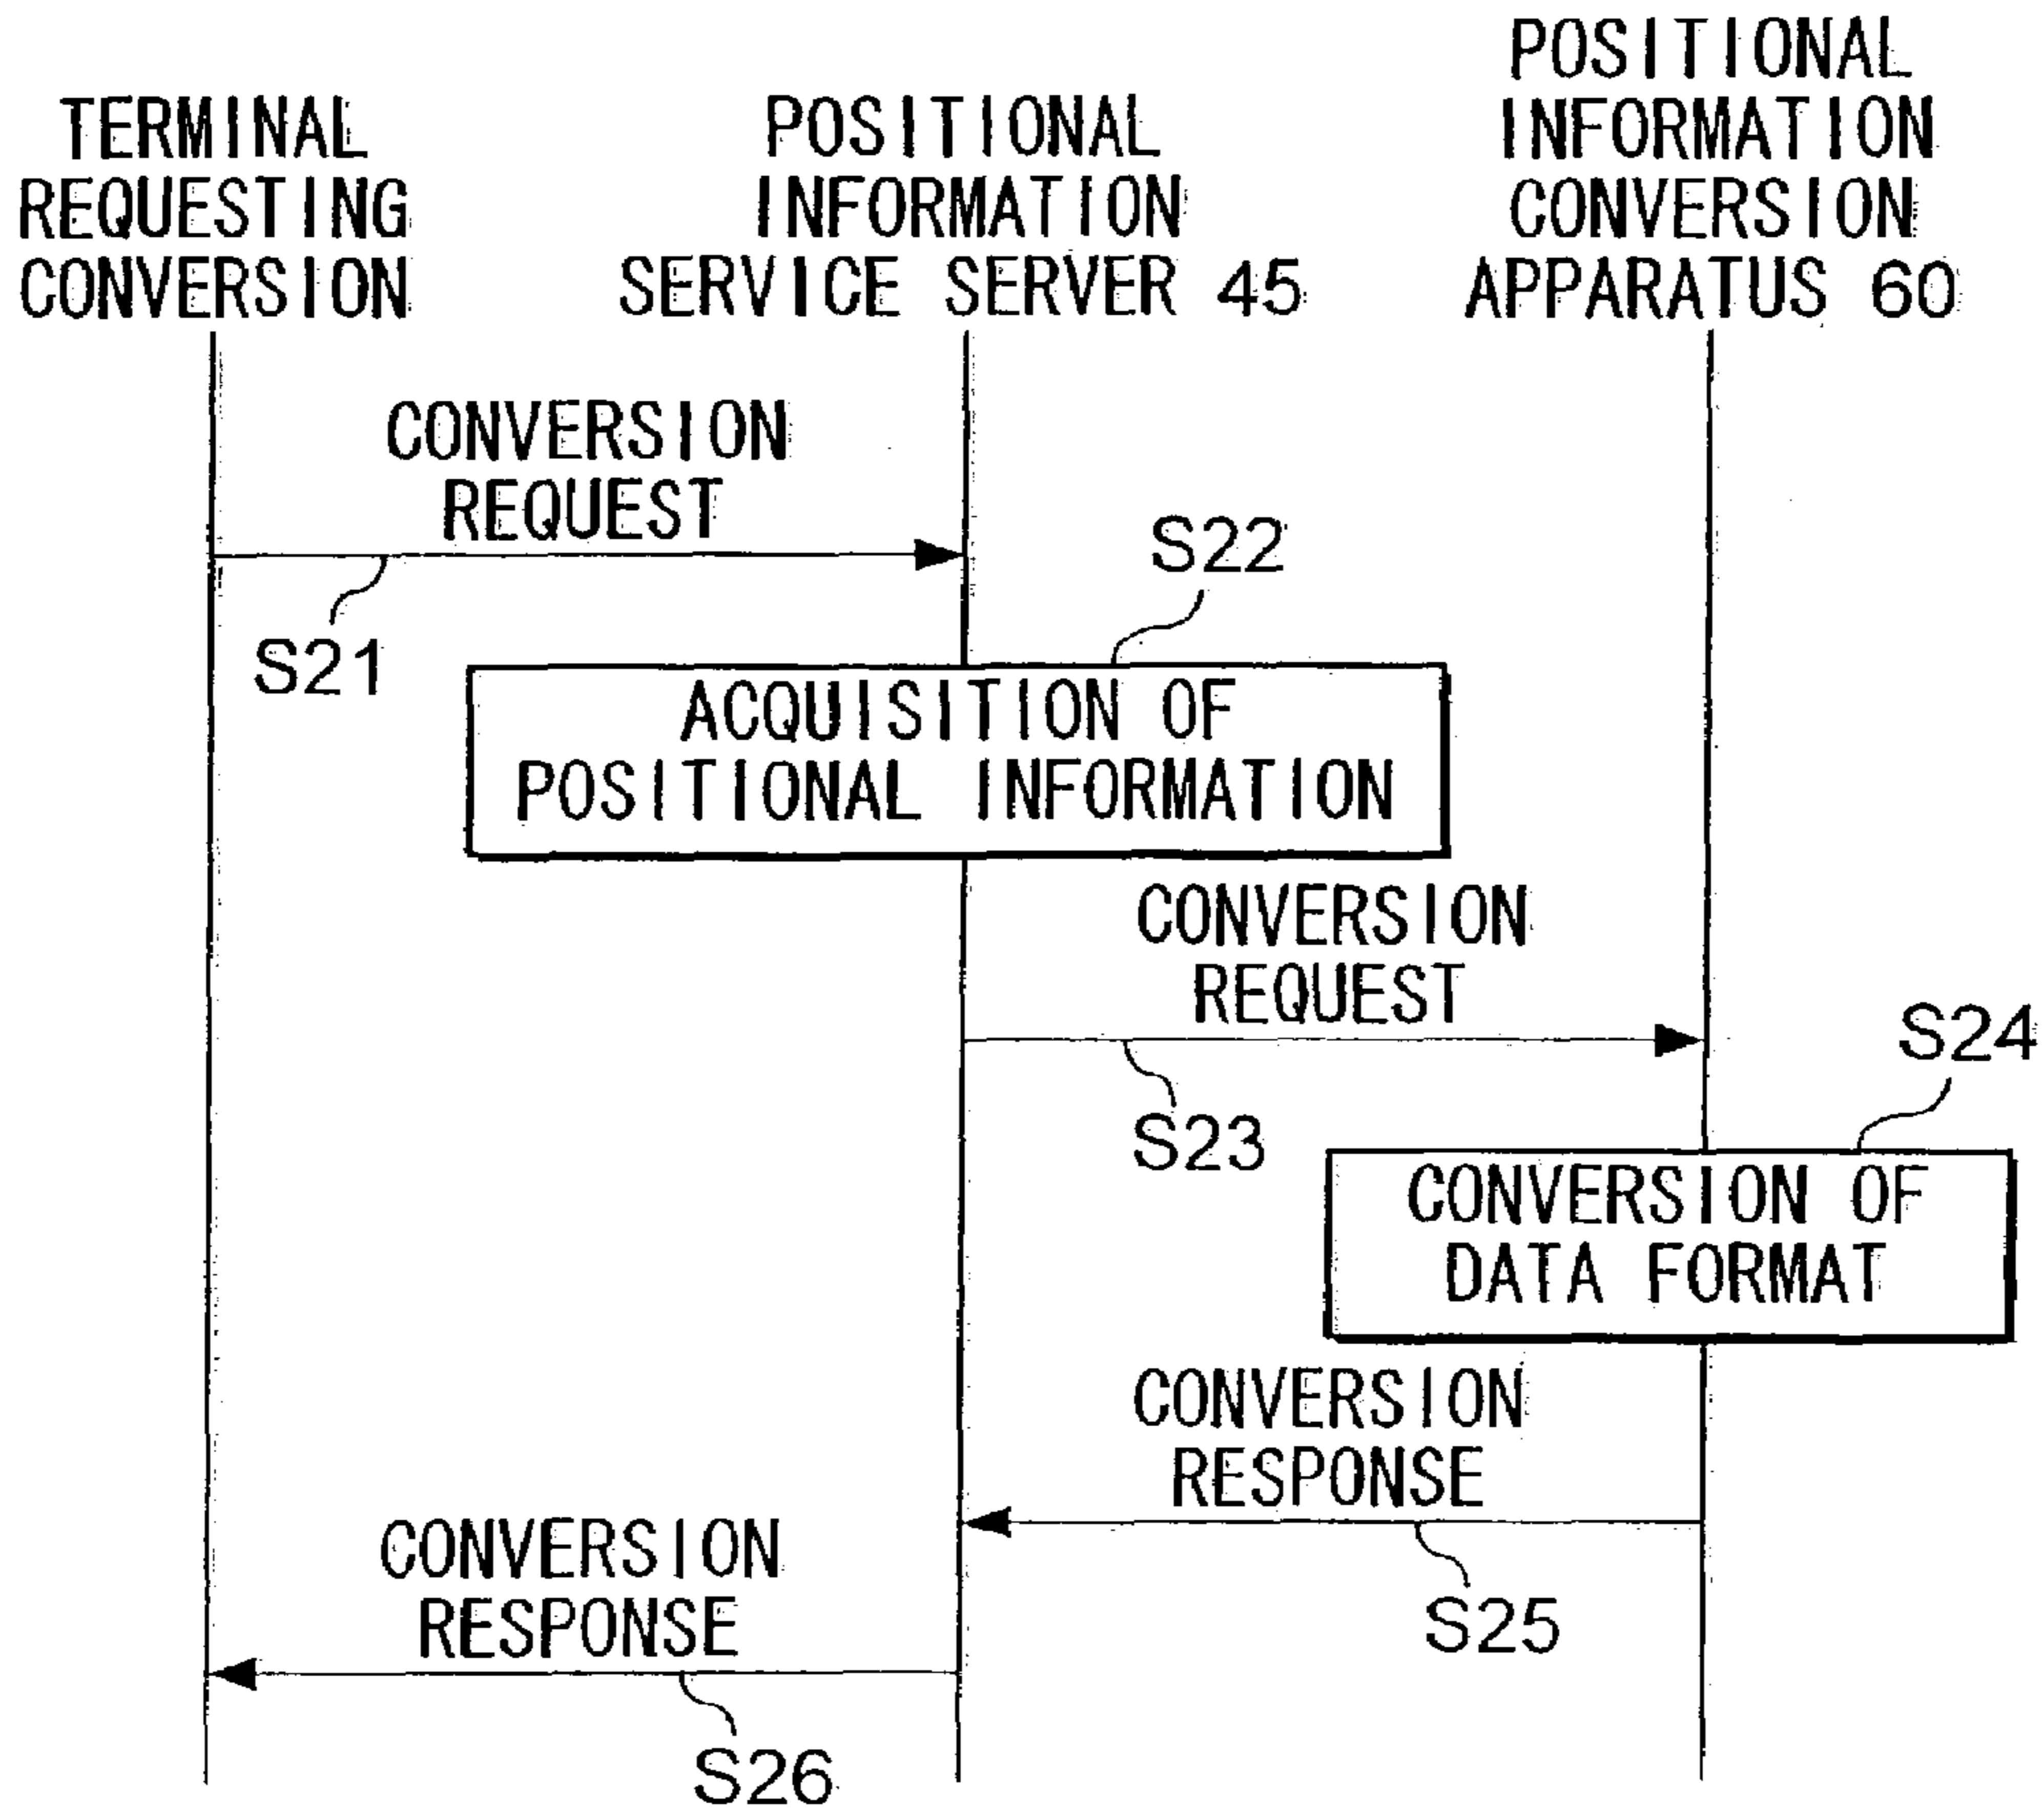 TERMINAL
REQUESTING
CONVERSION
POSITIONAL
INFORMATION
SERVICE SERVER 45
POSITIONAL
INFORMATION
CONVERSION
APPARATUS 60
CONVERSION
REQUEST
S21
S22
ACQUISITION OF
POSITIONAL INFORMATION
CONVERSION
REQUEST
S23
S24
CONVERSION OF
DATA FORMAT
CONVERSION
RESPONSE
S25
CONVERSION
RESPONSE
S26